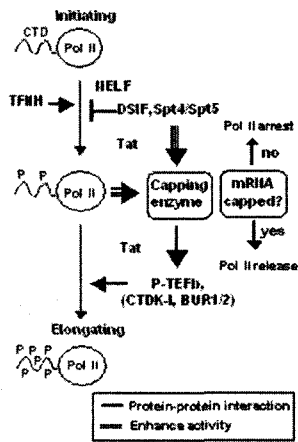 Initiating
CTD
Pol II
NELF
TFIIH
DSIF, Spt4/Spt5
Pol II arrest
Tat
no
P P
Pol II
Capping
enzyme
mRNA
capped?
yes
Tat
Pol II release
P-TEFb,
(CTDK-I, BUR1/2)
Elongating
P P P
P
P P
Pol II
Protein-protein interaction
Enhance activity